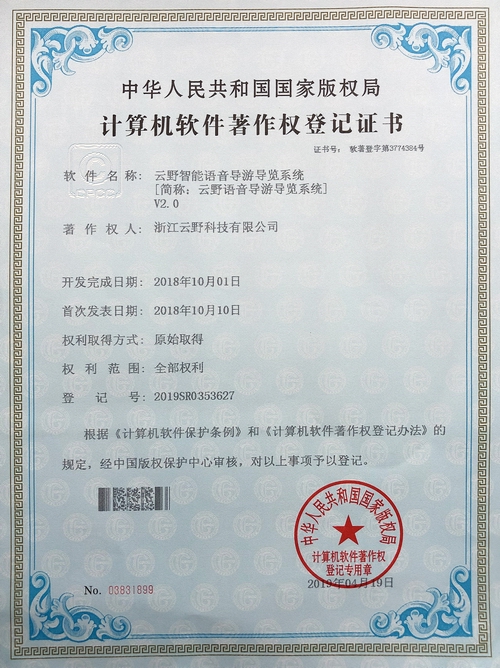 中华人民共和国国家版权局
计算机软件著作权登记证书
证书号： 软著登字第3774384号
软件名称： 云野智能语音导游导览系统
[简称：云野语音导游导览系统]
V2.0
著作权人： 浙江云野科技有限公司
开发完成日期： 2018年10月01日
首次发表日期： 2018年10月10日
权利取得方式： 原始取得
权利范围： 全部权利
登记号： 2019SR0353627
根据《计算机软件保护条例》和《计算机软件著作权登记办法》的
规定，经中国版权保护中心审核，对以上事项予以登记。
中华人民共和国国家版权局
计算机软件著作权
登记专用章
2019年04月19日
No. 03831899
CPCC